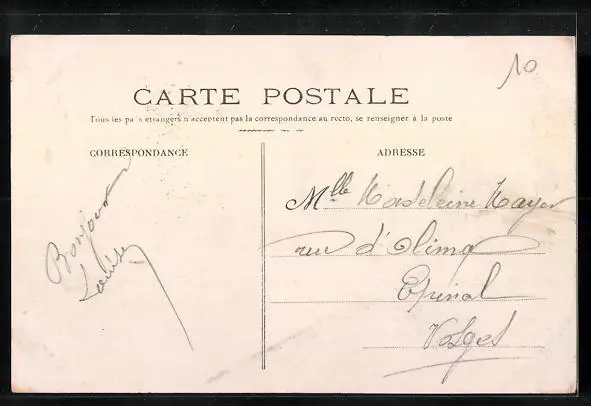 10
CARTE POSTALE
Tous les pays étrangers n'acceptent pas la correspondance au recto, se renseigner à la poste
CORRESPONDANCE
Bonjour
Louise
ADRESSE
Mlle Madeleine Mayer
rue d'Olima
Epinal
Vosges